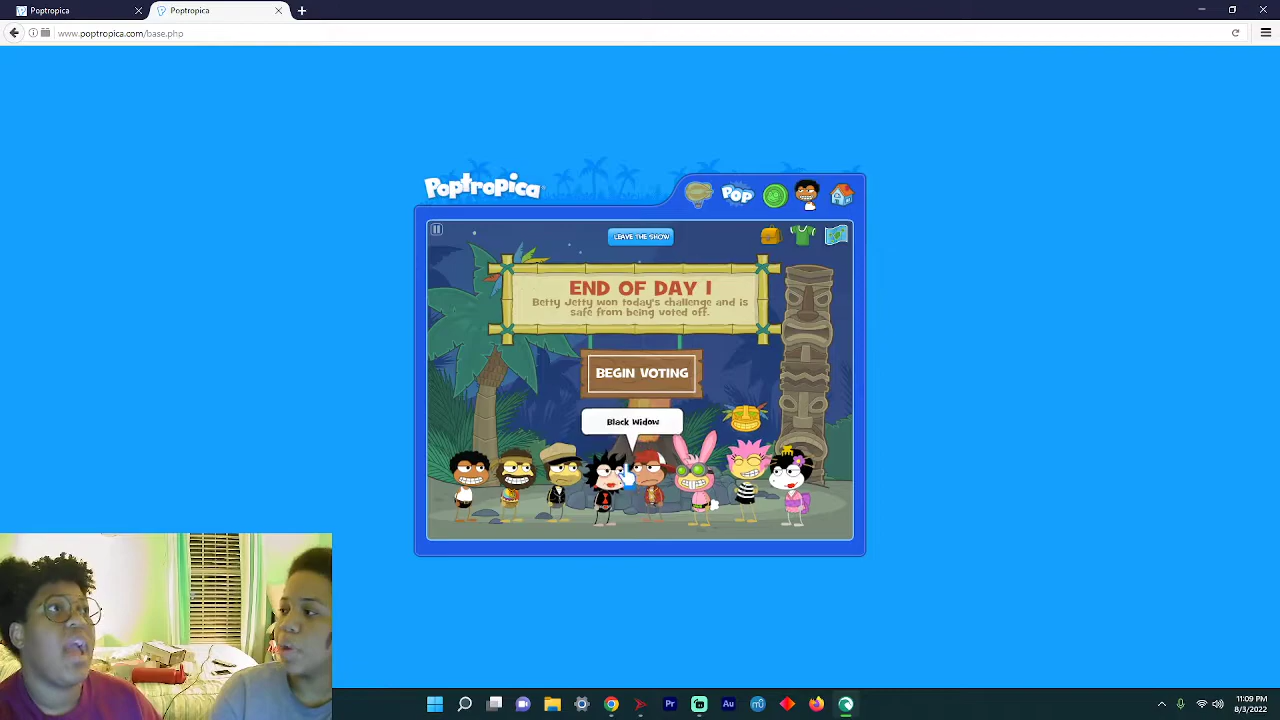 Poptropica
Poptropica
www.poptropica.com/base.php
Poptropica
POP
LEAVE THE SHOW
END OF DAY 1
Betty Jetty won today's challenge and is
safe from being voted off.
BEGIN VOTING
Black Widow
Pr
Au
11:09 PM
8/3/2022